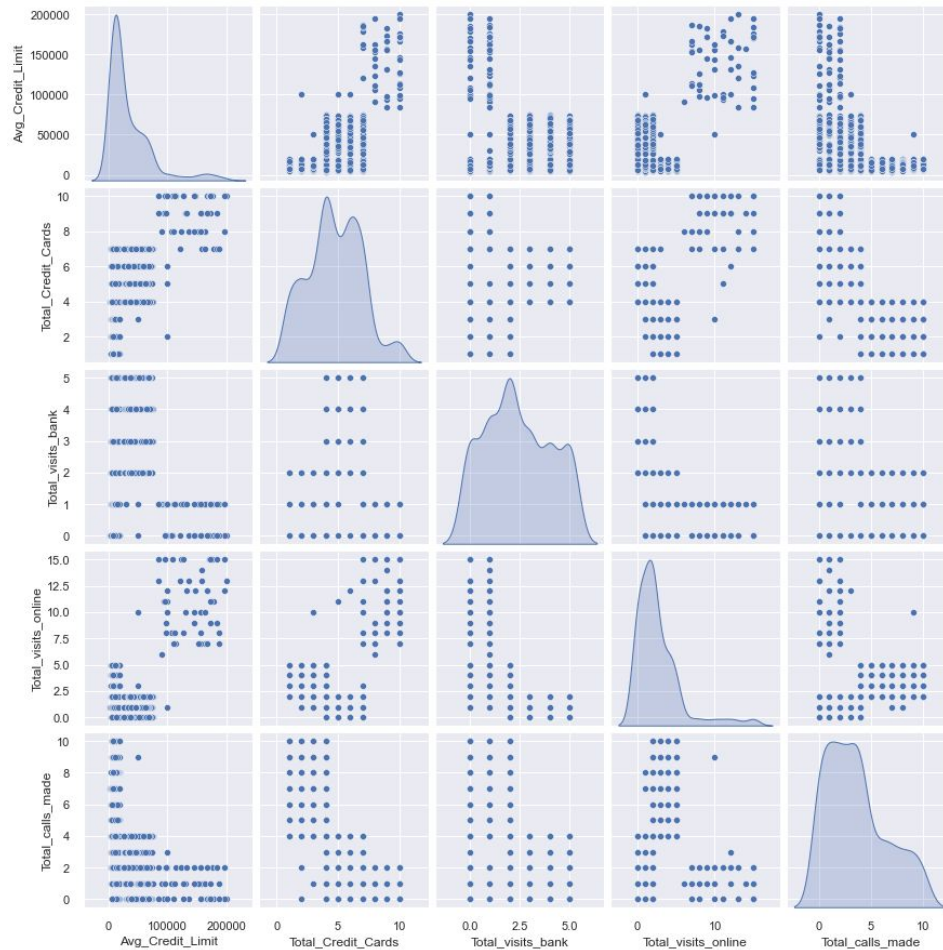 200000
150000
100000
50000
0
Avg_Credit_Limit
10
8
6
4
2
Total_Credit_Cards
5
4
3
2
1
0
Total_visits_bank
15.0
12.5
10.0
7.5
5.0
2.5
0.0
Total_visits_online
10
8
6
4
2
0
Total_calls_made
0 100000 200000
Avg_Credit_Limit
0 5 10
Total_Credit_Cards
0.0 2.5 5.0
Total_visits_bank
0 10
Total_visits_online
0 5 10
Total_calls_made